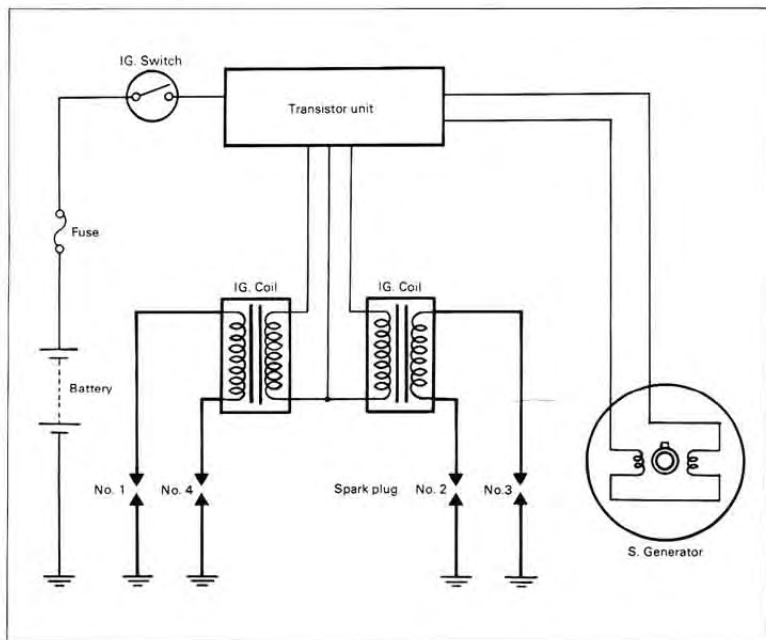 IG. Switch
Transistor unit
Fuse
IG. Coil
IG. Coil
Battery
No. 1
No. 4
Spark plug
No. 2
No.3
S. Generator